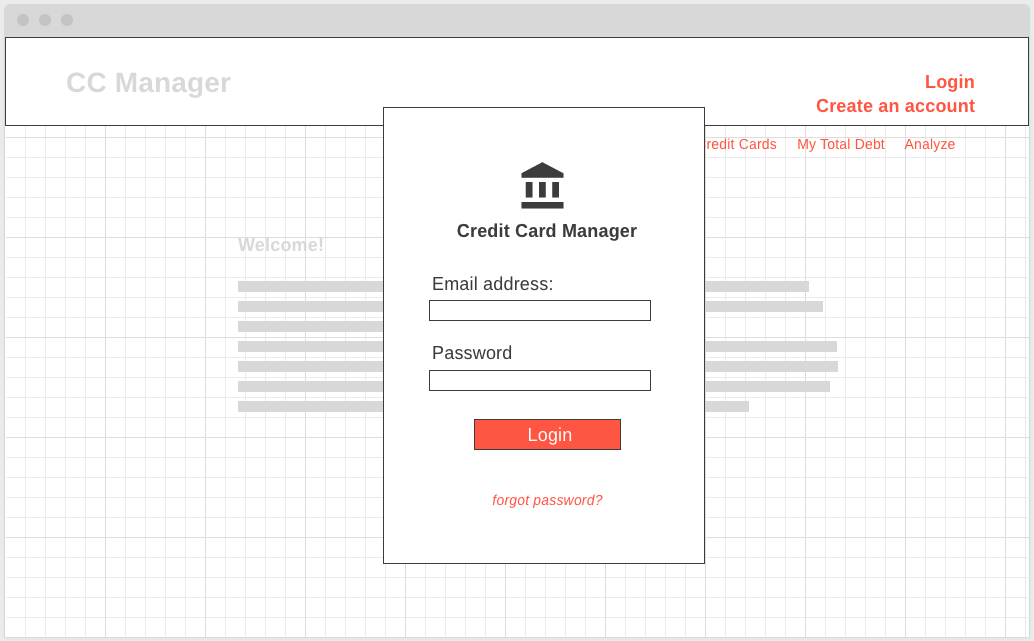 CC Manager
Login
Create an account
redit Cards My Total Debt Analyze
Welcome!
Credit Card Manager
Email address:
Password
Login
forgot password?